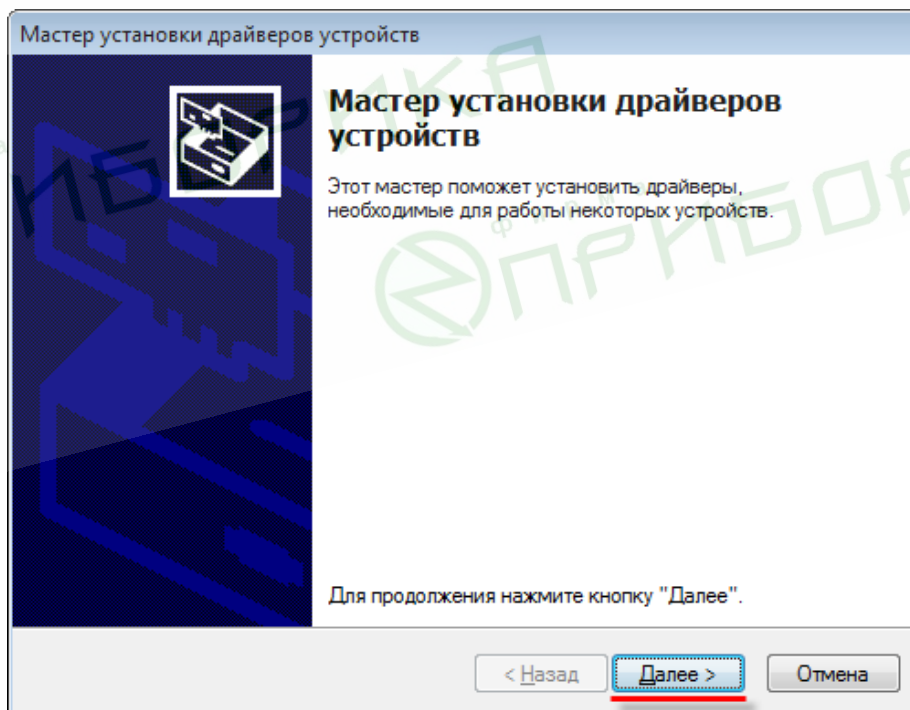 Мастер установки драйверов устройств
Мастер установки драйверов
устройств
Этот мастер поможет установить драйверы,
необходимые для работы некоторых устройств.
Для продолжения нажмите кнопку "Далее".
< Назад
Далее >
Отмена